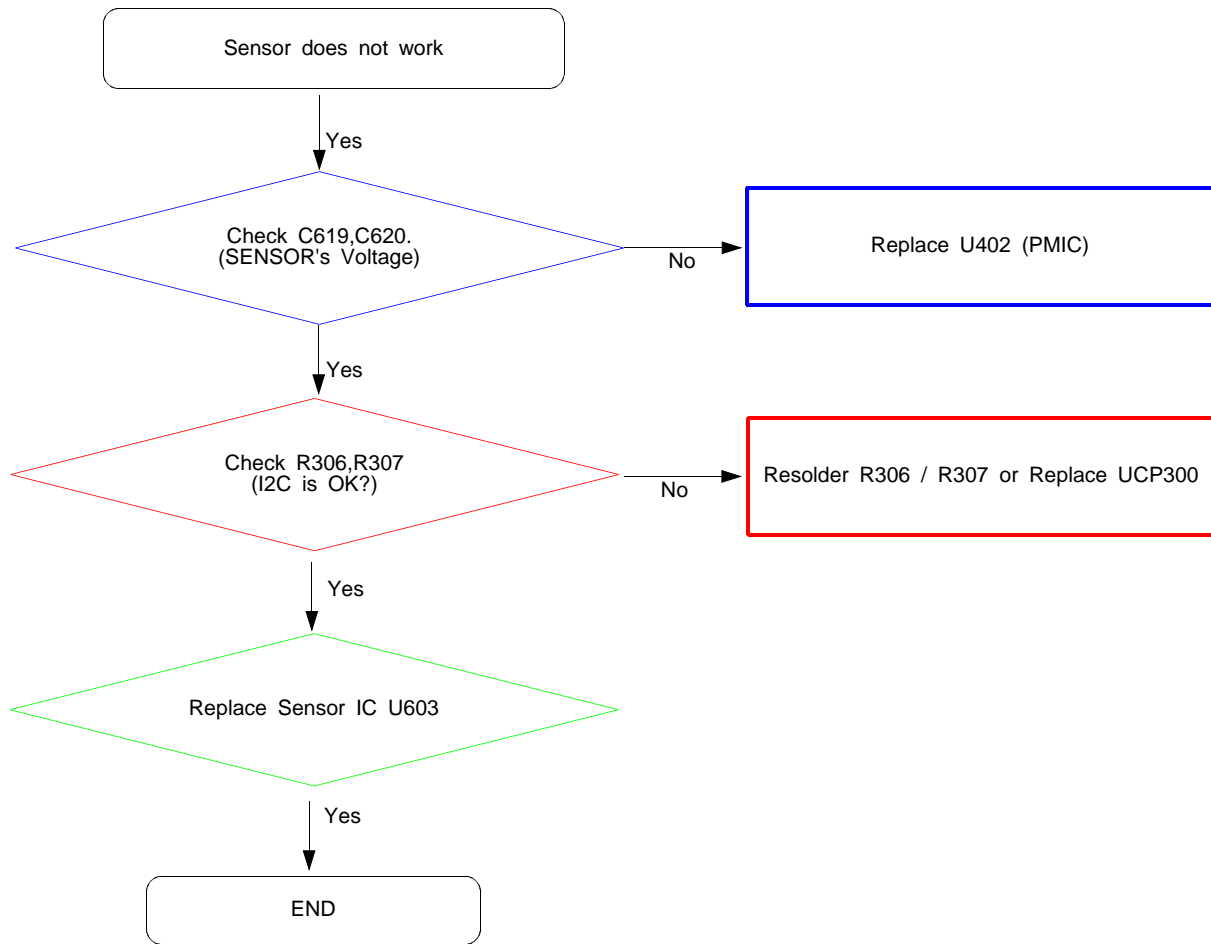 Sensor does not work
Yes
Check C619,C620.
(SENSOR's Voltage)
No
Replace U402 (PMIC)
Yes
Check R306,R307
(I2C is OK?)
No
Resolder R306 / R307 or Replace UCP300
Yes
Replace Sensor IC U603
Yes
END